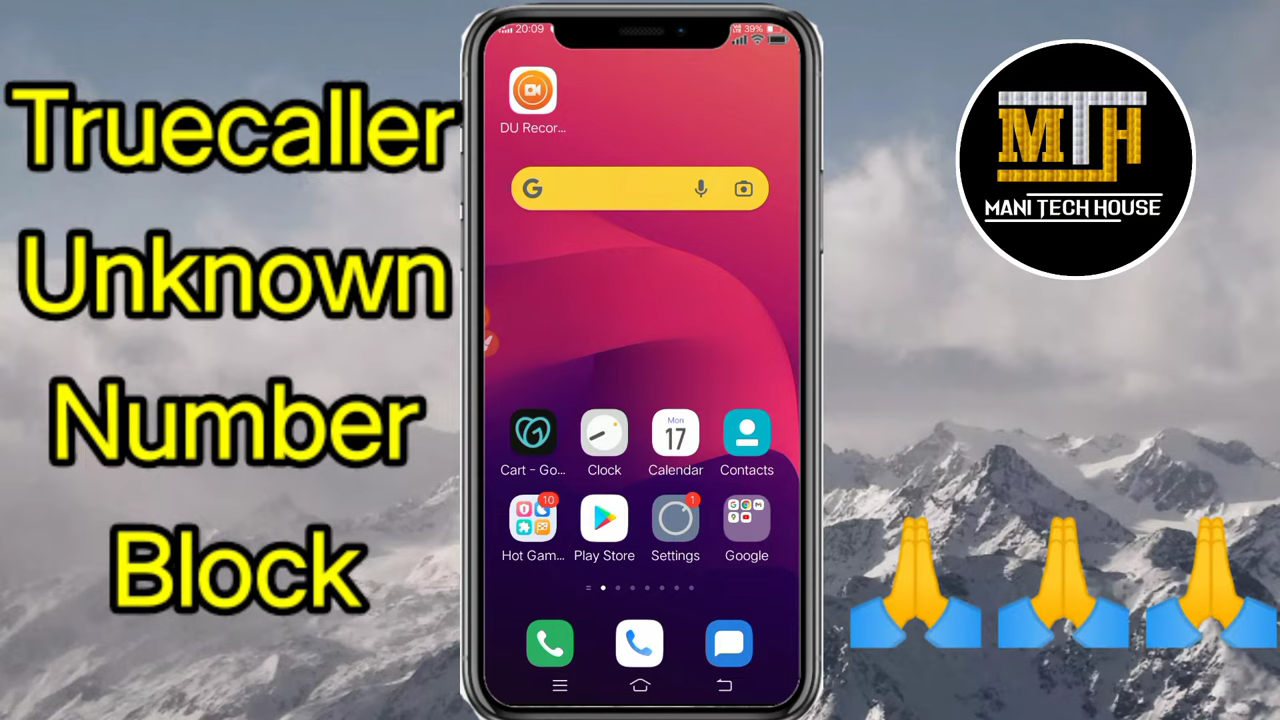 Truecaller
Unknown
Number
Block
20:09
39%
DU Recor...
G
Mon
17
Cart - Go...
Clock
Calendar
Contacts
10
1
Hot Gam...
Play Store
Settings
Google
MTH
MANI TECH HOUSE